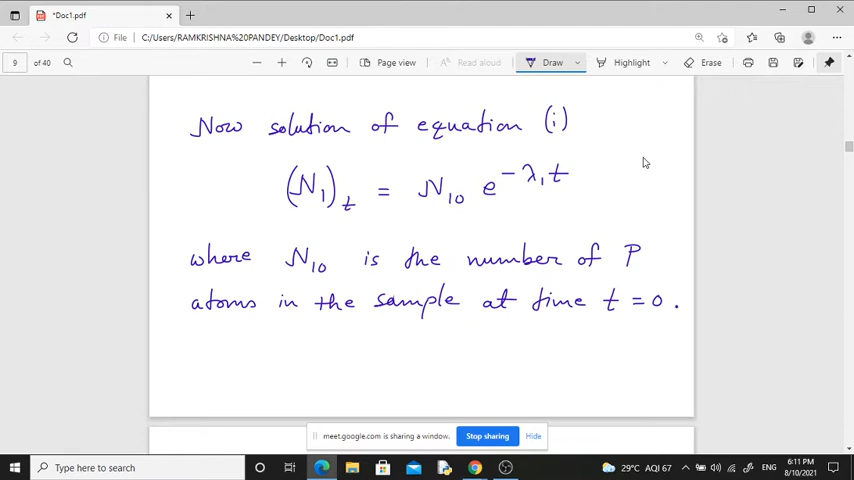 *Doc1.pdf
File C:/Users/RAMKRISHNA%20PANDEY/Desktop/Doc1.pdf
9 of 40 Page view Read aloud Draw Highlight Erase
Now solution of equation (i)
(N₁)ₜ = N₁₀ e^{-λ₁t}
where N₁₀ is the number of P
atoms in the sample at time t = 0.
meet.google.com is sharing a window. Stop sharing Hide
Type here to search 29°C AQI 67 ENG 6:11 PM
8/10/2021